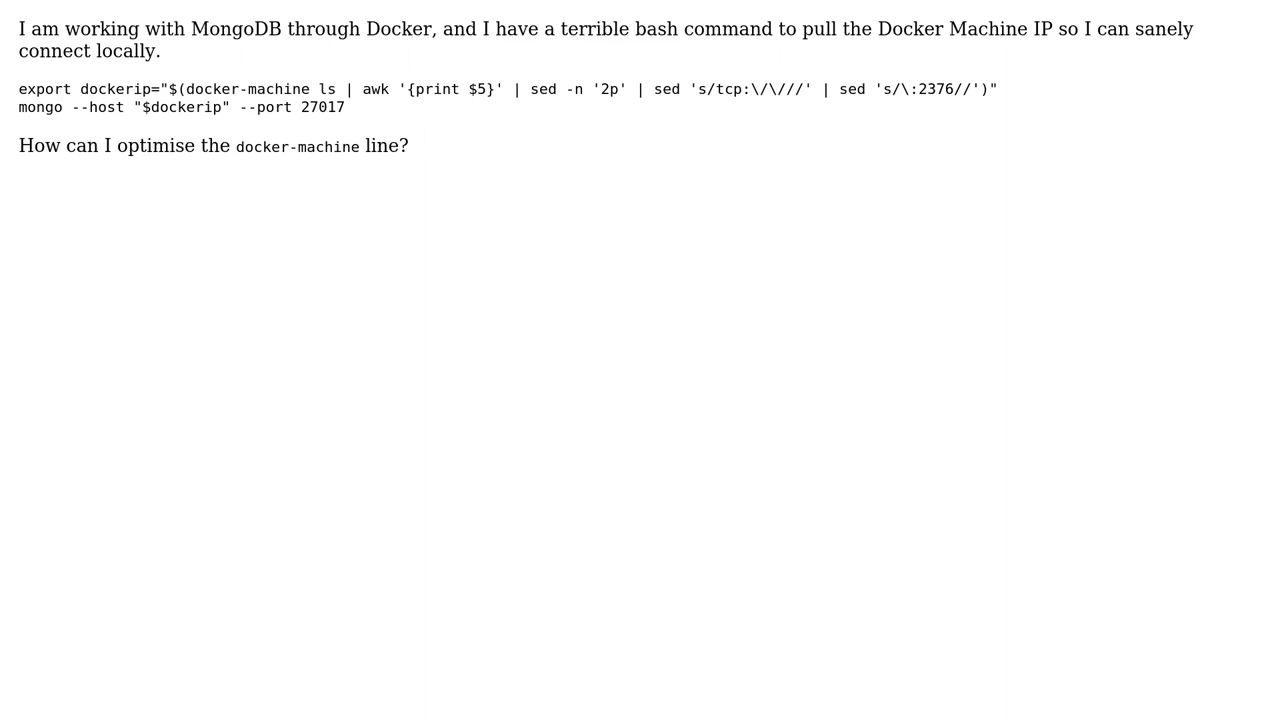 I am working with MongoDB through Docker, and I have a terrible bash command to pull the Docker Machine IP so I can sanely
connect locally.
export dockerip="$(docker-machine ls | awk '{print $5}' | sed -n '2p' | sed 's/tcp:\/\///' | sed 's/\:2376//')"
mongo --host "$dockerip" --port 27017
How can I optimise the docker-machine line?